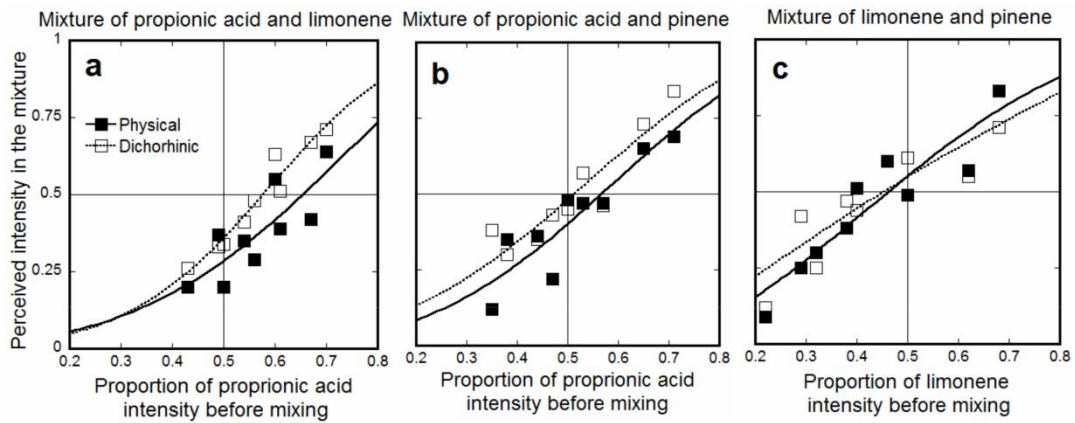 Mixture of propionic acid and limonene
Mixture of propionic acid and pinene
Mixture of limonene and pinene
Perceived intensity in the mixture
1
0.75
0.5
0.25
0
a
Physical
Dichorhinic
0.2 0.3 0.4 0.5 0.6 0.7 0.8
Proportion of proprionic acid
intensity before mixing
b
0.2 0.3 0.4 0.5 0.6 0.7 0.8
Proportion of proprionic acid
intensity before mixing
c
0.2 0.3 0.4 0.5 0.6 0.7 0.8
Proportion of limonene
intensity before mixing